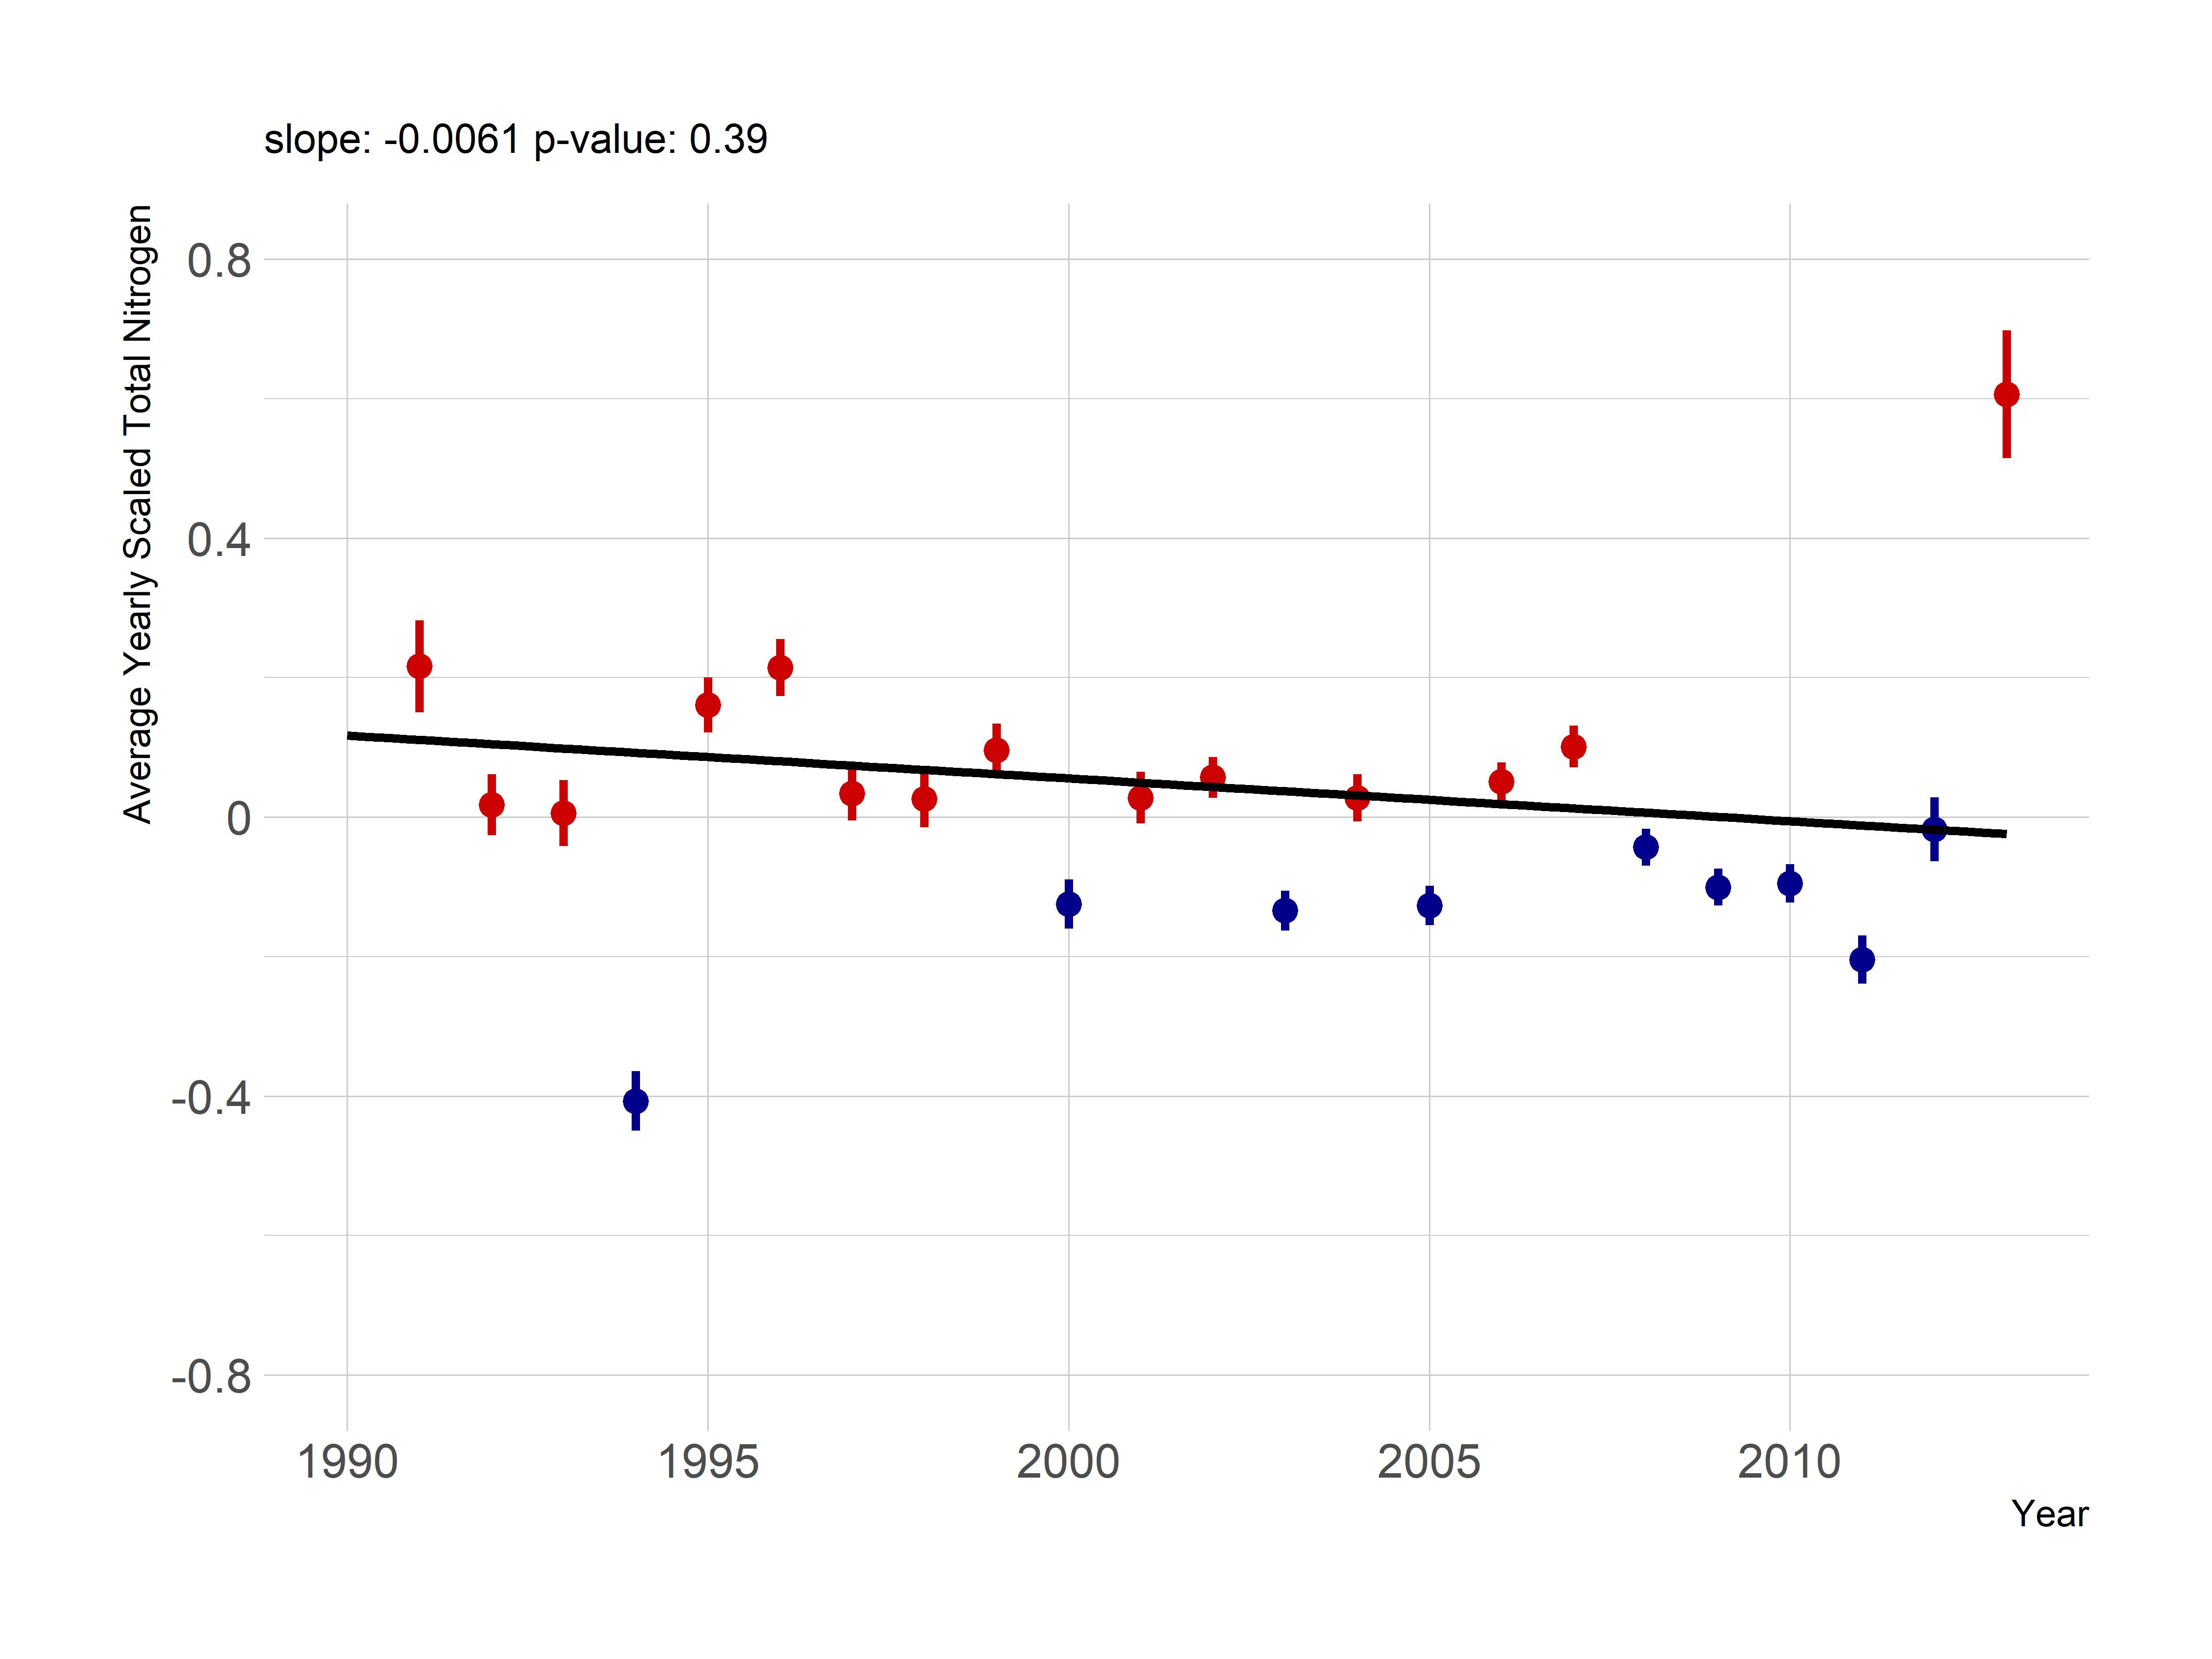 slope: -0.0061 p-value: 0.39
Average Yearly Scaled Total Nitrogen
0.8
0.4
0
-0.4
-0.8
1990 1995 2000 2005 2010
Year